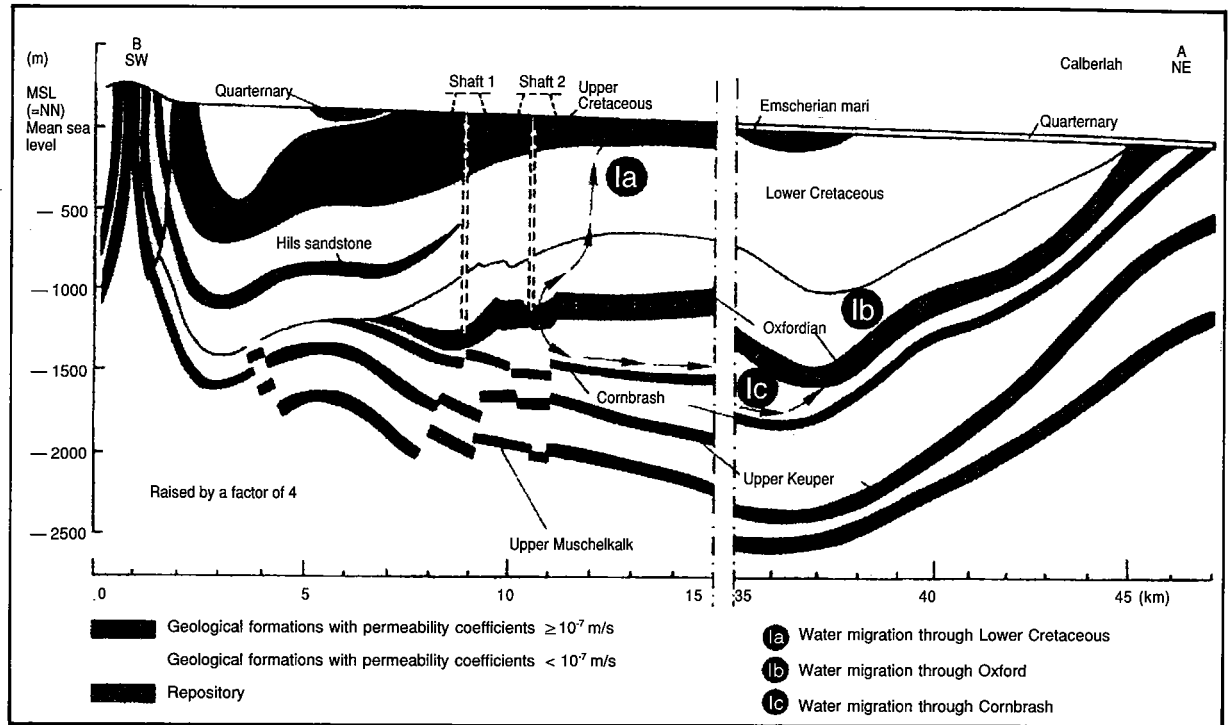 B
SW
(m)
MSL
(=NN)
Mean sea
level
Quarternary
Shaft 1
Shaft 2
Upper
Cretaceous
Emscherian mari
Calberlah
A
NE
Quarternary
Ia
Lower Cretaceous
— 500
Hils sandstone
— 1000
Ib
Oxfordian
— 1500
Ic
Cornbrash
— 2000
Upper Keuper
Raised by a factor of 4
— 2500
Upper Muschelkalk
.0 5 10 15 35 40 45 (km)
Geological formations with permeability coefficients ≥10⁻⁷ m/s
Geological formations with permeability coefficients < 10⁻⁷ m/s
Repository
Ia Water migration through Lower Cretaceous
Ib Water migration through Oxford
Ic Water migration through Cornbrash